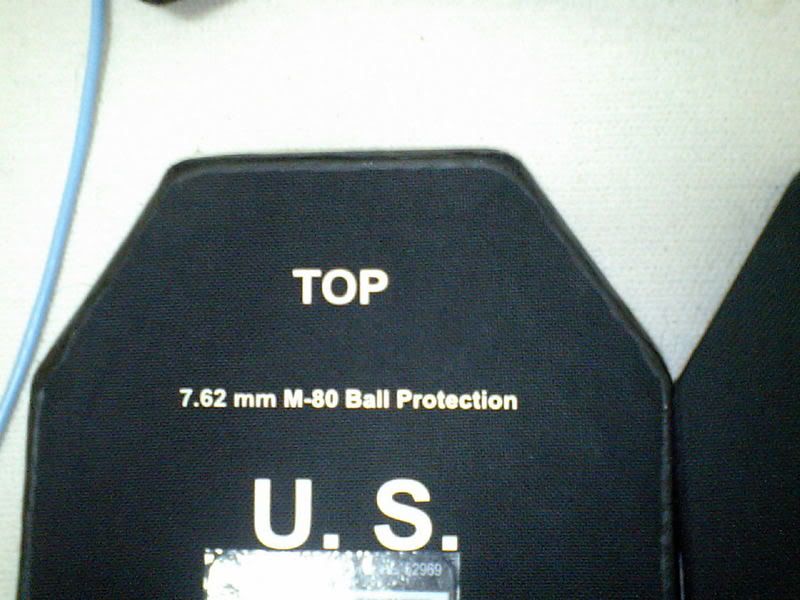 TOP
7.62 mm M-80 Ball Protection
U. S.